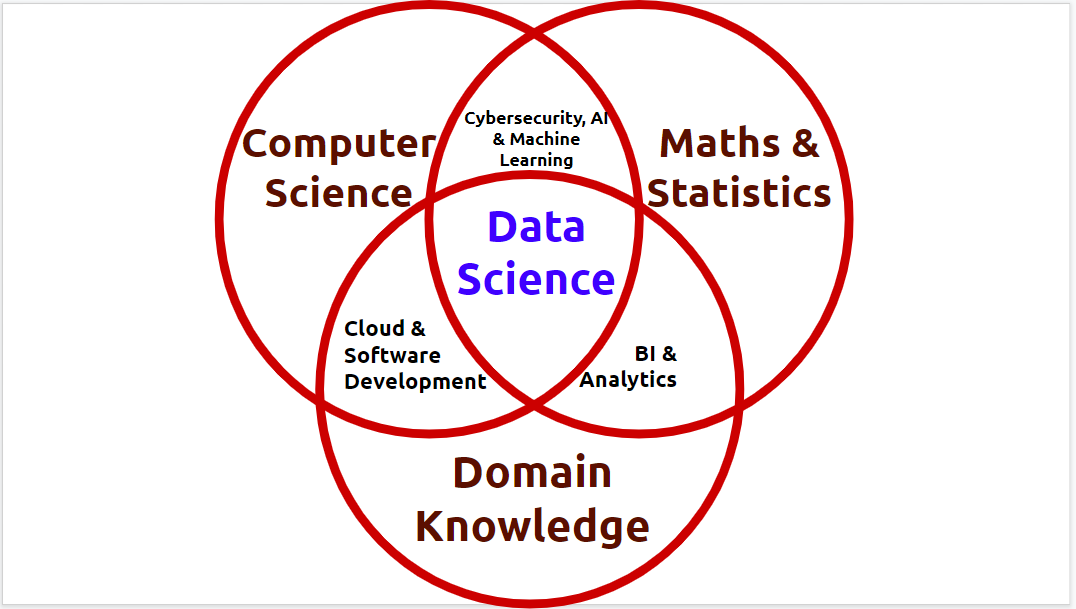 Computer
Science
Cybersecurity, AI
& Machine
Learning
Maths &
Statistics
Data
Science
Cloud &
Software
Development
BI &
Analytics
Domain
Knowledge